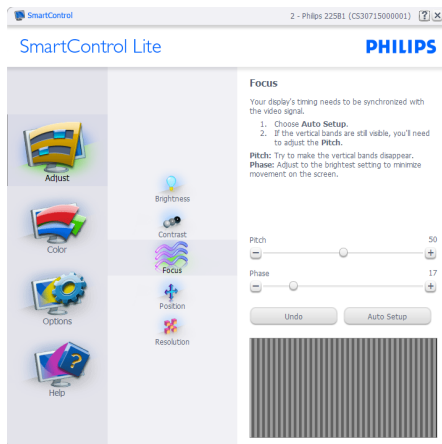 SmartControl
2 - Philips 225B1 (CS30715000001)
SmartControl Lite
PHILIPS
Adjust
Color
Options
Help
Brightness
Contrast
Focus
Position
Resolution
Focus
Your display's timing needs to be synchronized with
the video signal.
1. Choose Auto Setup.
2. If the vertical bands are still visible, you'll need
to adjust the Pitch.
Pitch: Try to make the vertical bands disappear.
Phase: Adjust to the brightest setting to minimize
movement on the screen.
Pitch 50
Phase 17
Undo Auto Setup